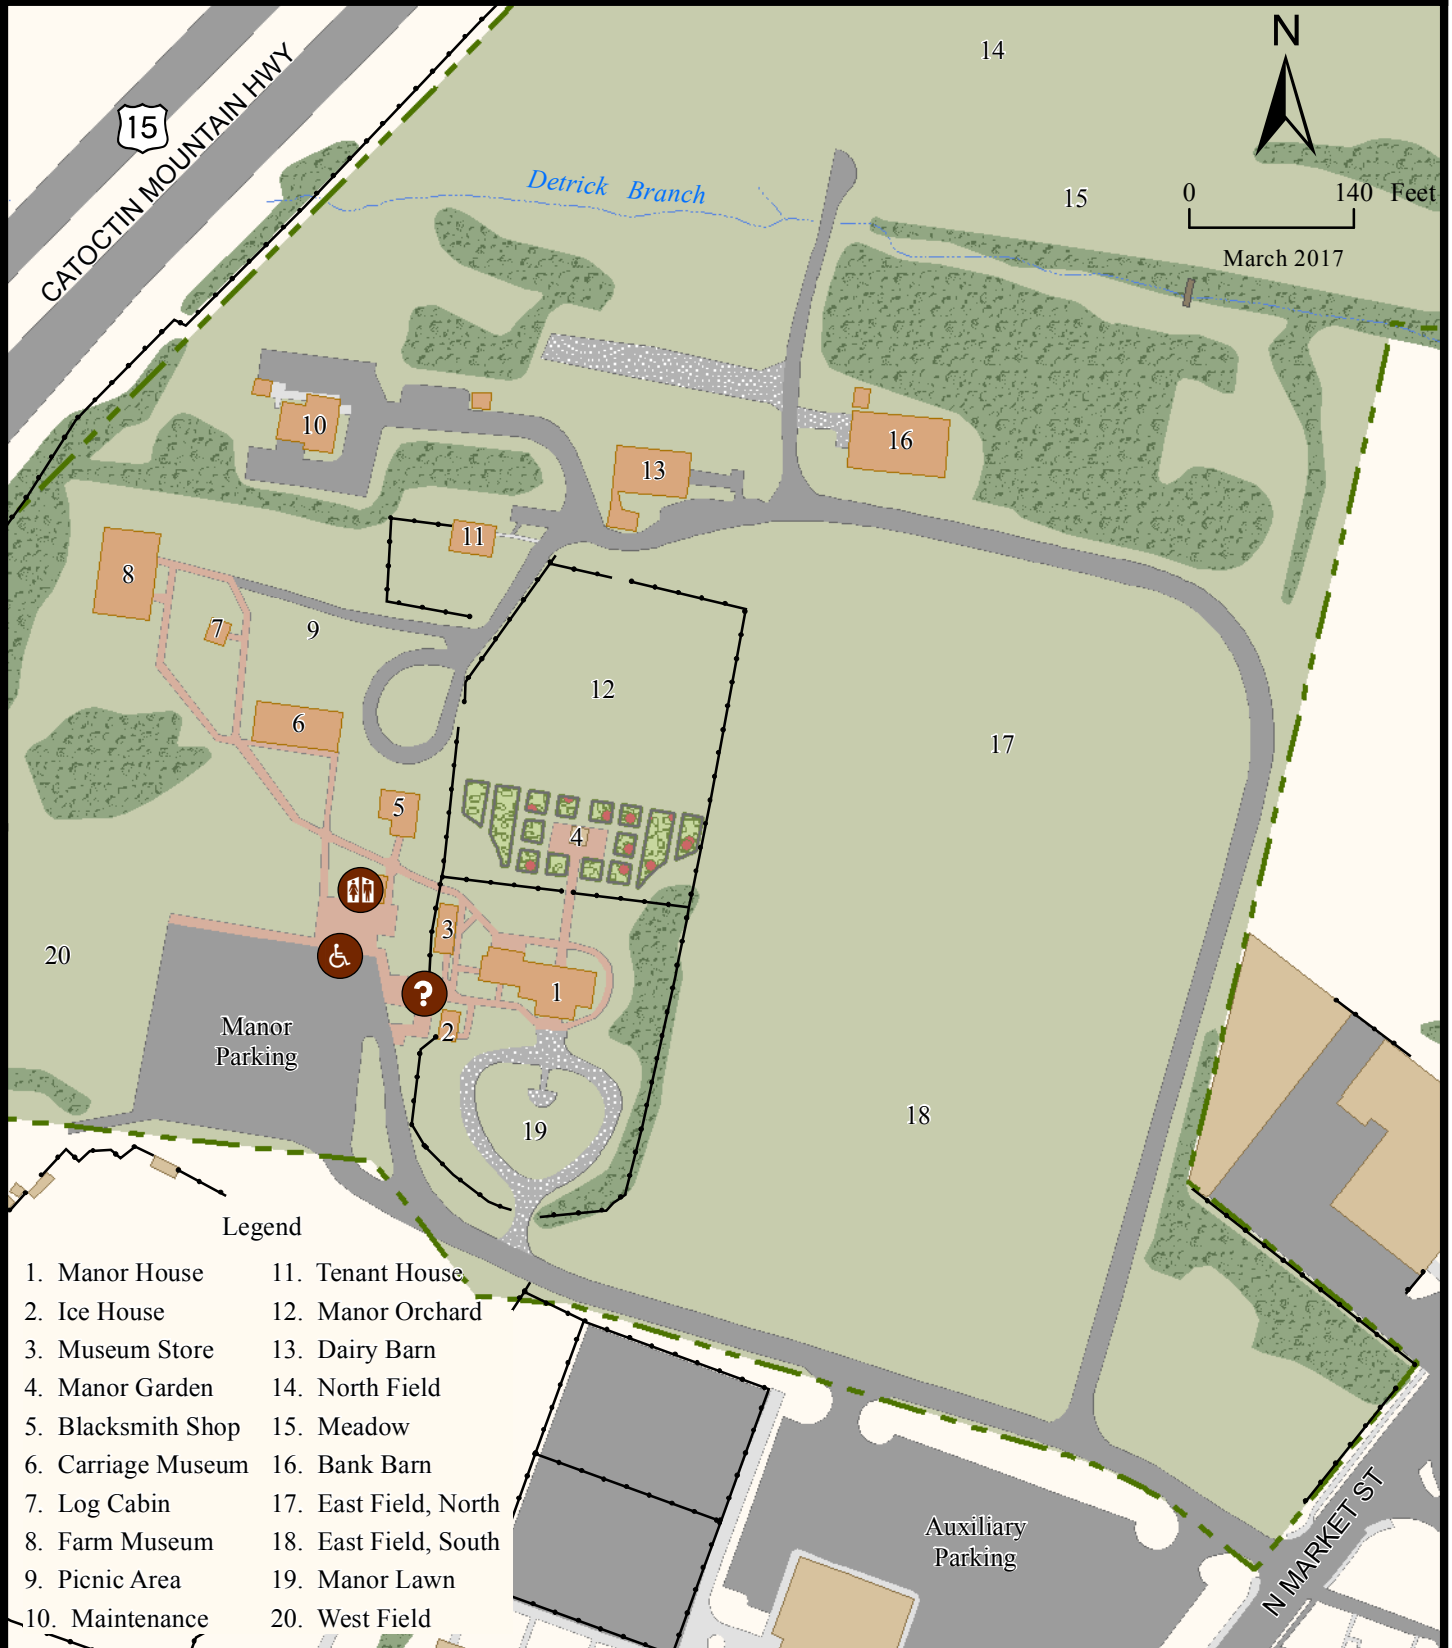 N
14
15
CATOCTIN MOUNTAIN HWY
Detrick Branch
15
0 140 Feet
March 2017
10
16
13
11
8
7
9
12
6
17
5
4
3
20
?
1
2
Manor
Parking
18
19
Legend
1. Manor House
2. Ice House
3. Museum Store
4. Manor Garden
5. Blacksmith Shop
6. Carriage Museum
7. Log Cabin
8. Farm Museum
9. Picnic Area
10. Maintenance
11. Tenant House
12. Manor Orchard
13. Dairy Barn
14. North Field
15. Meadow
16. Bank Barn
17. East Field, North
18. East Field, South
19. Manor Lawn
20. West Field
Auxiliary
Parking
N MARKET ST